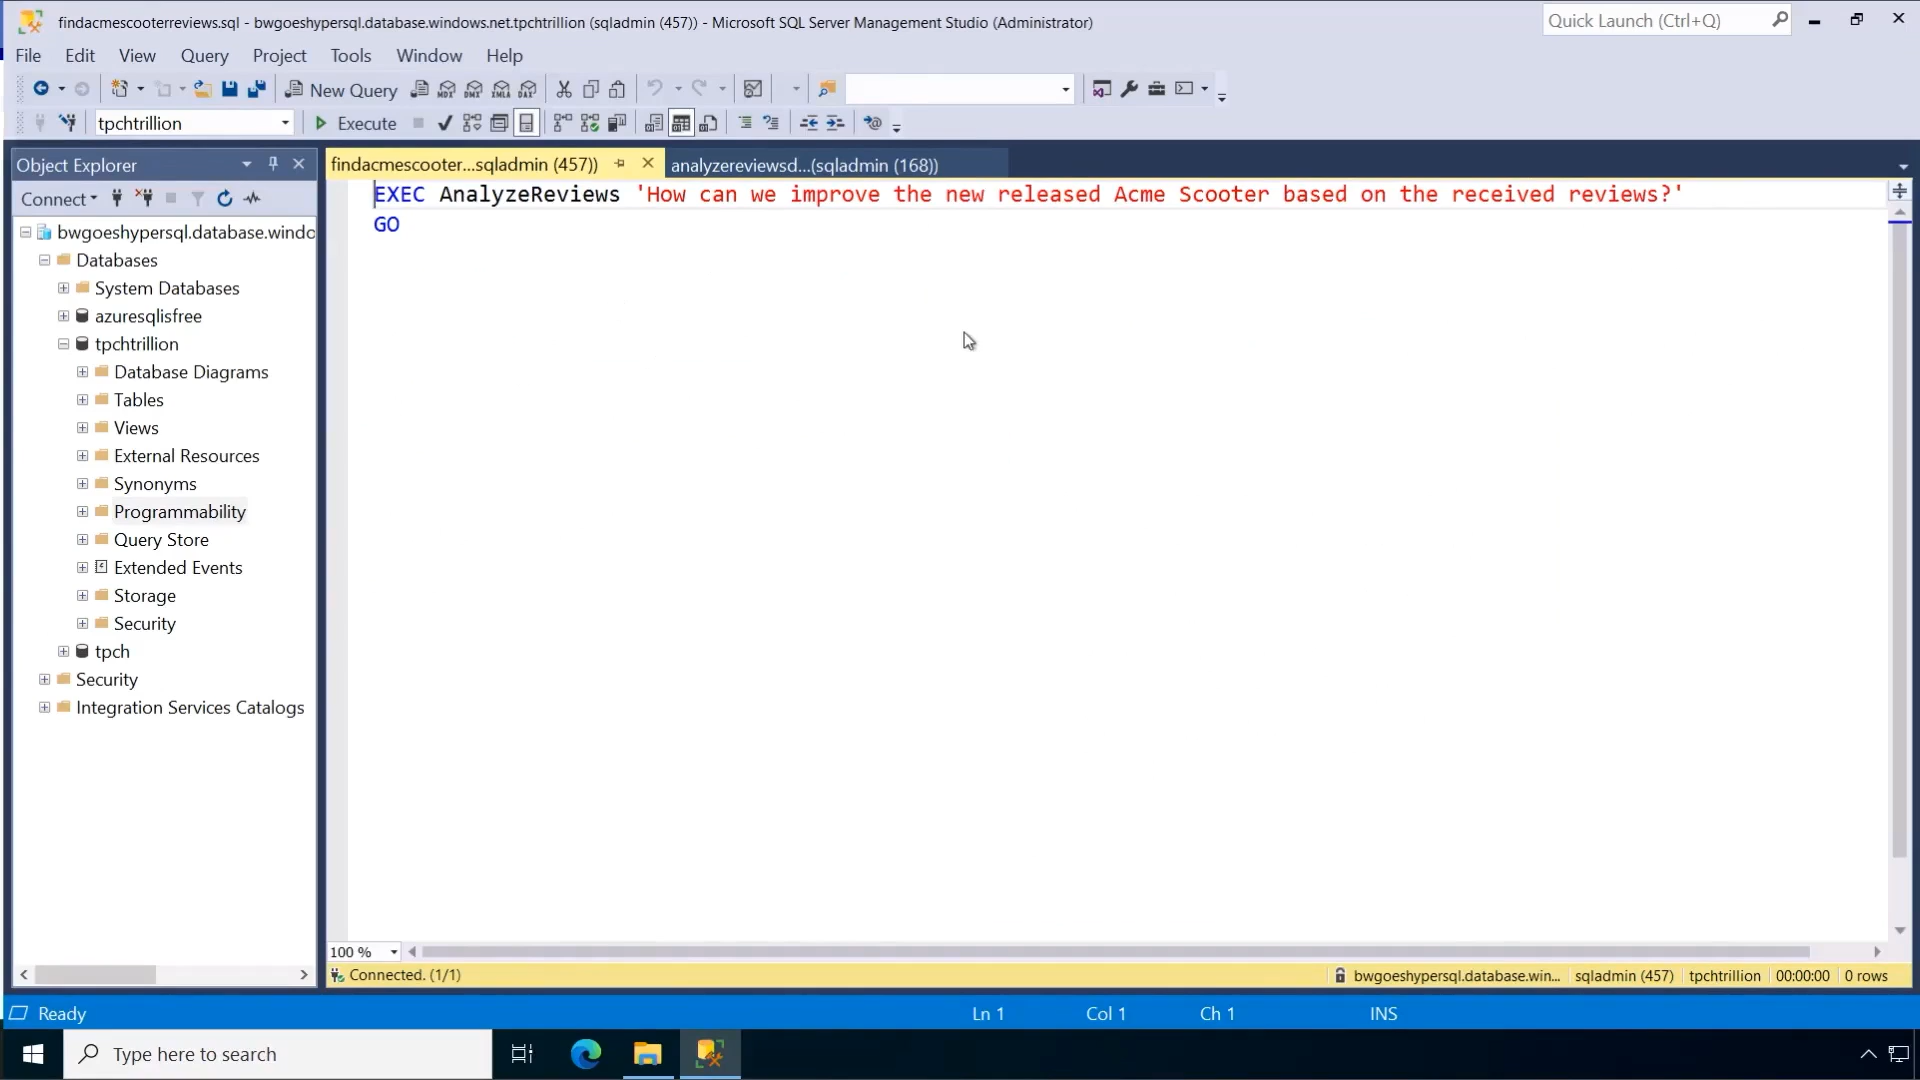 findacmescooterreviews.sql - bwgoeshypersql.database.windows.net.tpchtrillion (sqladmin (457)) - Microsoft SQL Server Management Studio (Administrator)
Quick Launch (Ctrl+Q)
File Edit View Query Project Tools Window Help
New Query MDX DMX XMLA DAX
tpchtrillion Execute
Object Explorer
findacmescooter...sqladmin (457)) analyzereviewsd...(sqladmin (168))
Connect
EXEC AnalyzeReviews 'How can we improve the new released Acme Scooter based on the received reviews?'
GO
bwgoeshypersql.database.windo
Databases
System Databases
azuresqlisfree
tpchtrillion
Database Diagrams
Tables
Views
External Resources
Synonyms
Programmability
Query Store
Extended Events
Storage
Security
tpch
Security
Integration Services Catalogs
100 %
Connected. (1/1) bwgoeshypersql.database.win... sqladmin (457) tpchtrillion 00:00:00 0 rows
Ready Ln 1 Col 1 Ch 1 INS
Type here to search